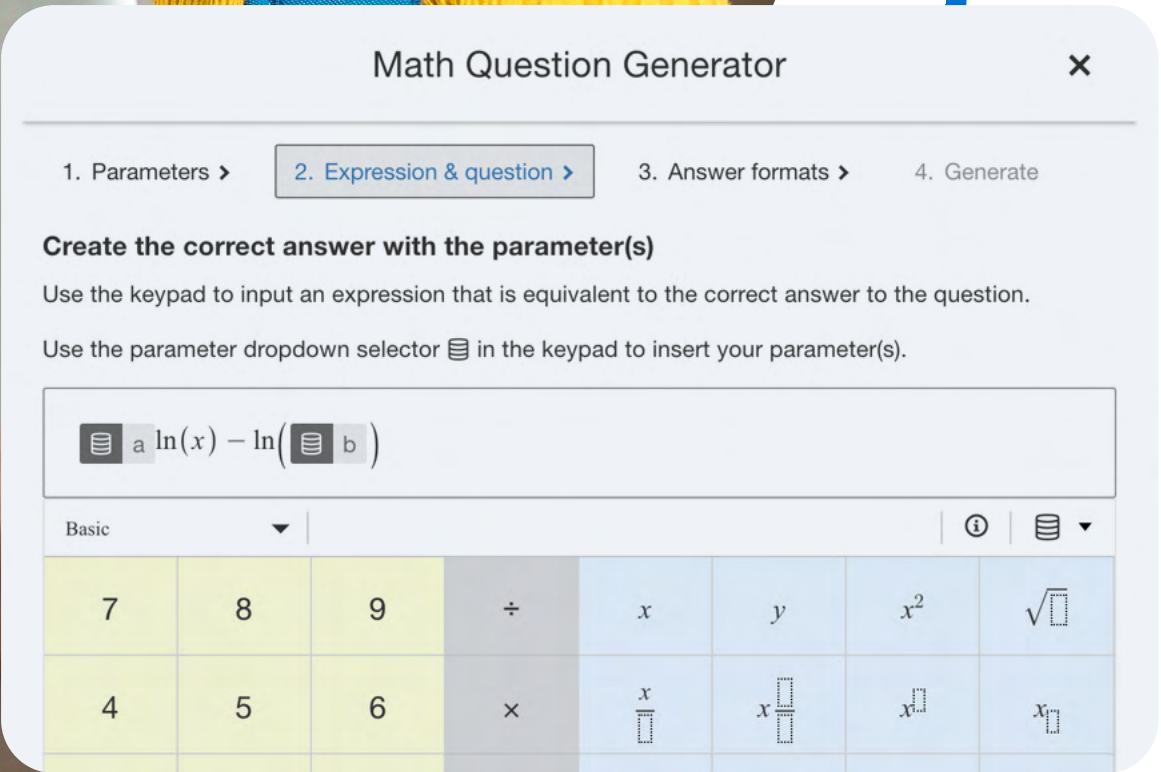 Math Question Generator ×
1. Parameters > 2. Expression & question > 3. Answer formats > 4. Generate
Create the correct answer with the parameter(s)
Use the keypad to input an expression that is equivalent to the correct answer to the question.
Use the parameter dropdown selector in the keypad to insert your parameter(s).
a ln(x) − ln( b )
Basic
7 8 9 ÷ x y x² √
4 5 6 × x x x x